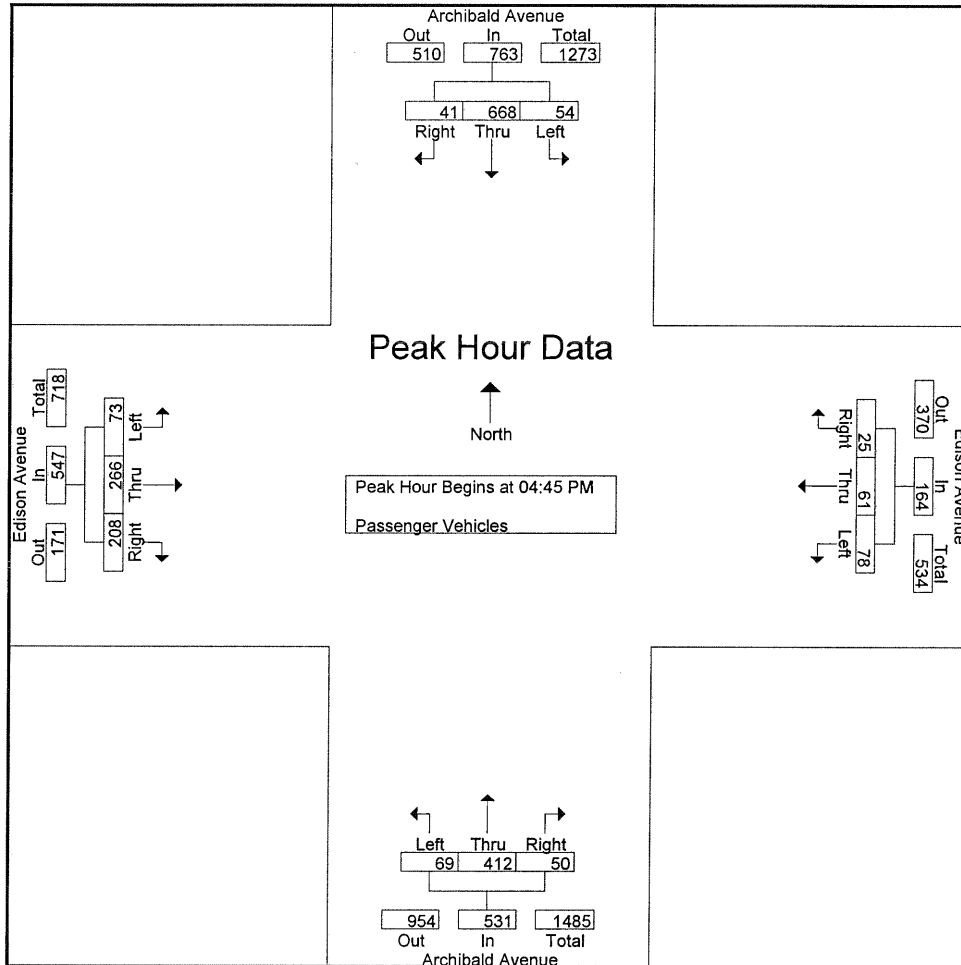 Archibald Avenue
Out In Total
510 763 1273
41 668 54
Right Thru Left
Peak Hour Data
North
Peak Hour Begins at 04:45 PM
Passenger Vehicles
Edison Avenue
Out In Total
171 547 718
208 266 73
Right Thru Left
Edison Avenue
Out In Total
370 164 534
25 61 78
Right Thru Left
Left Thru Right
69 412 50
954 531 1485
Out In Total
Archibald Avenue